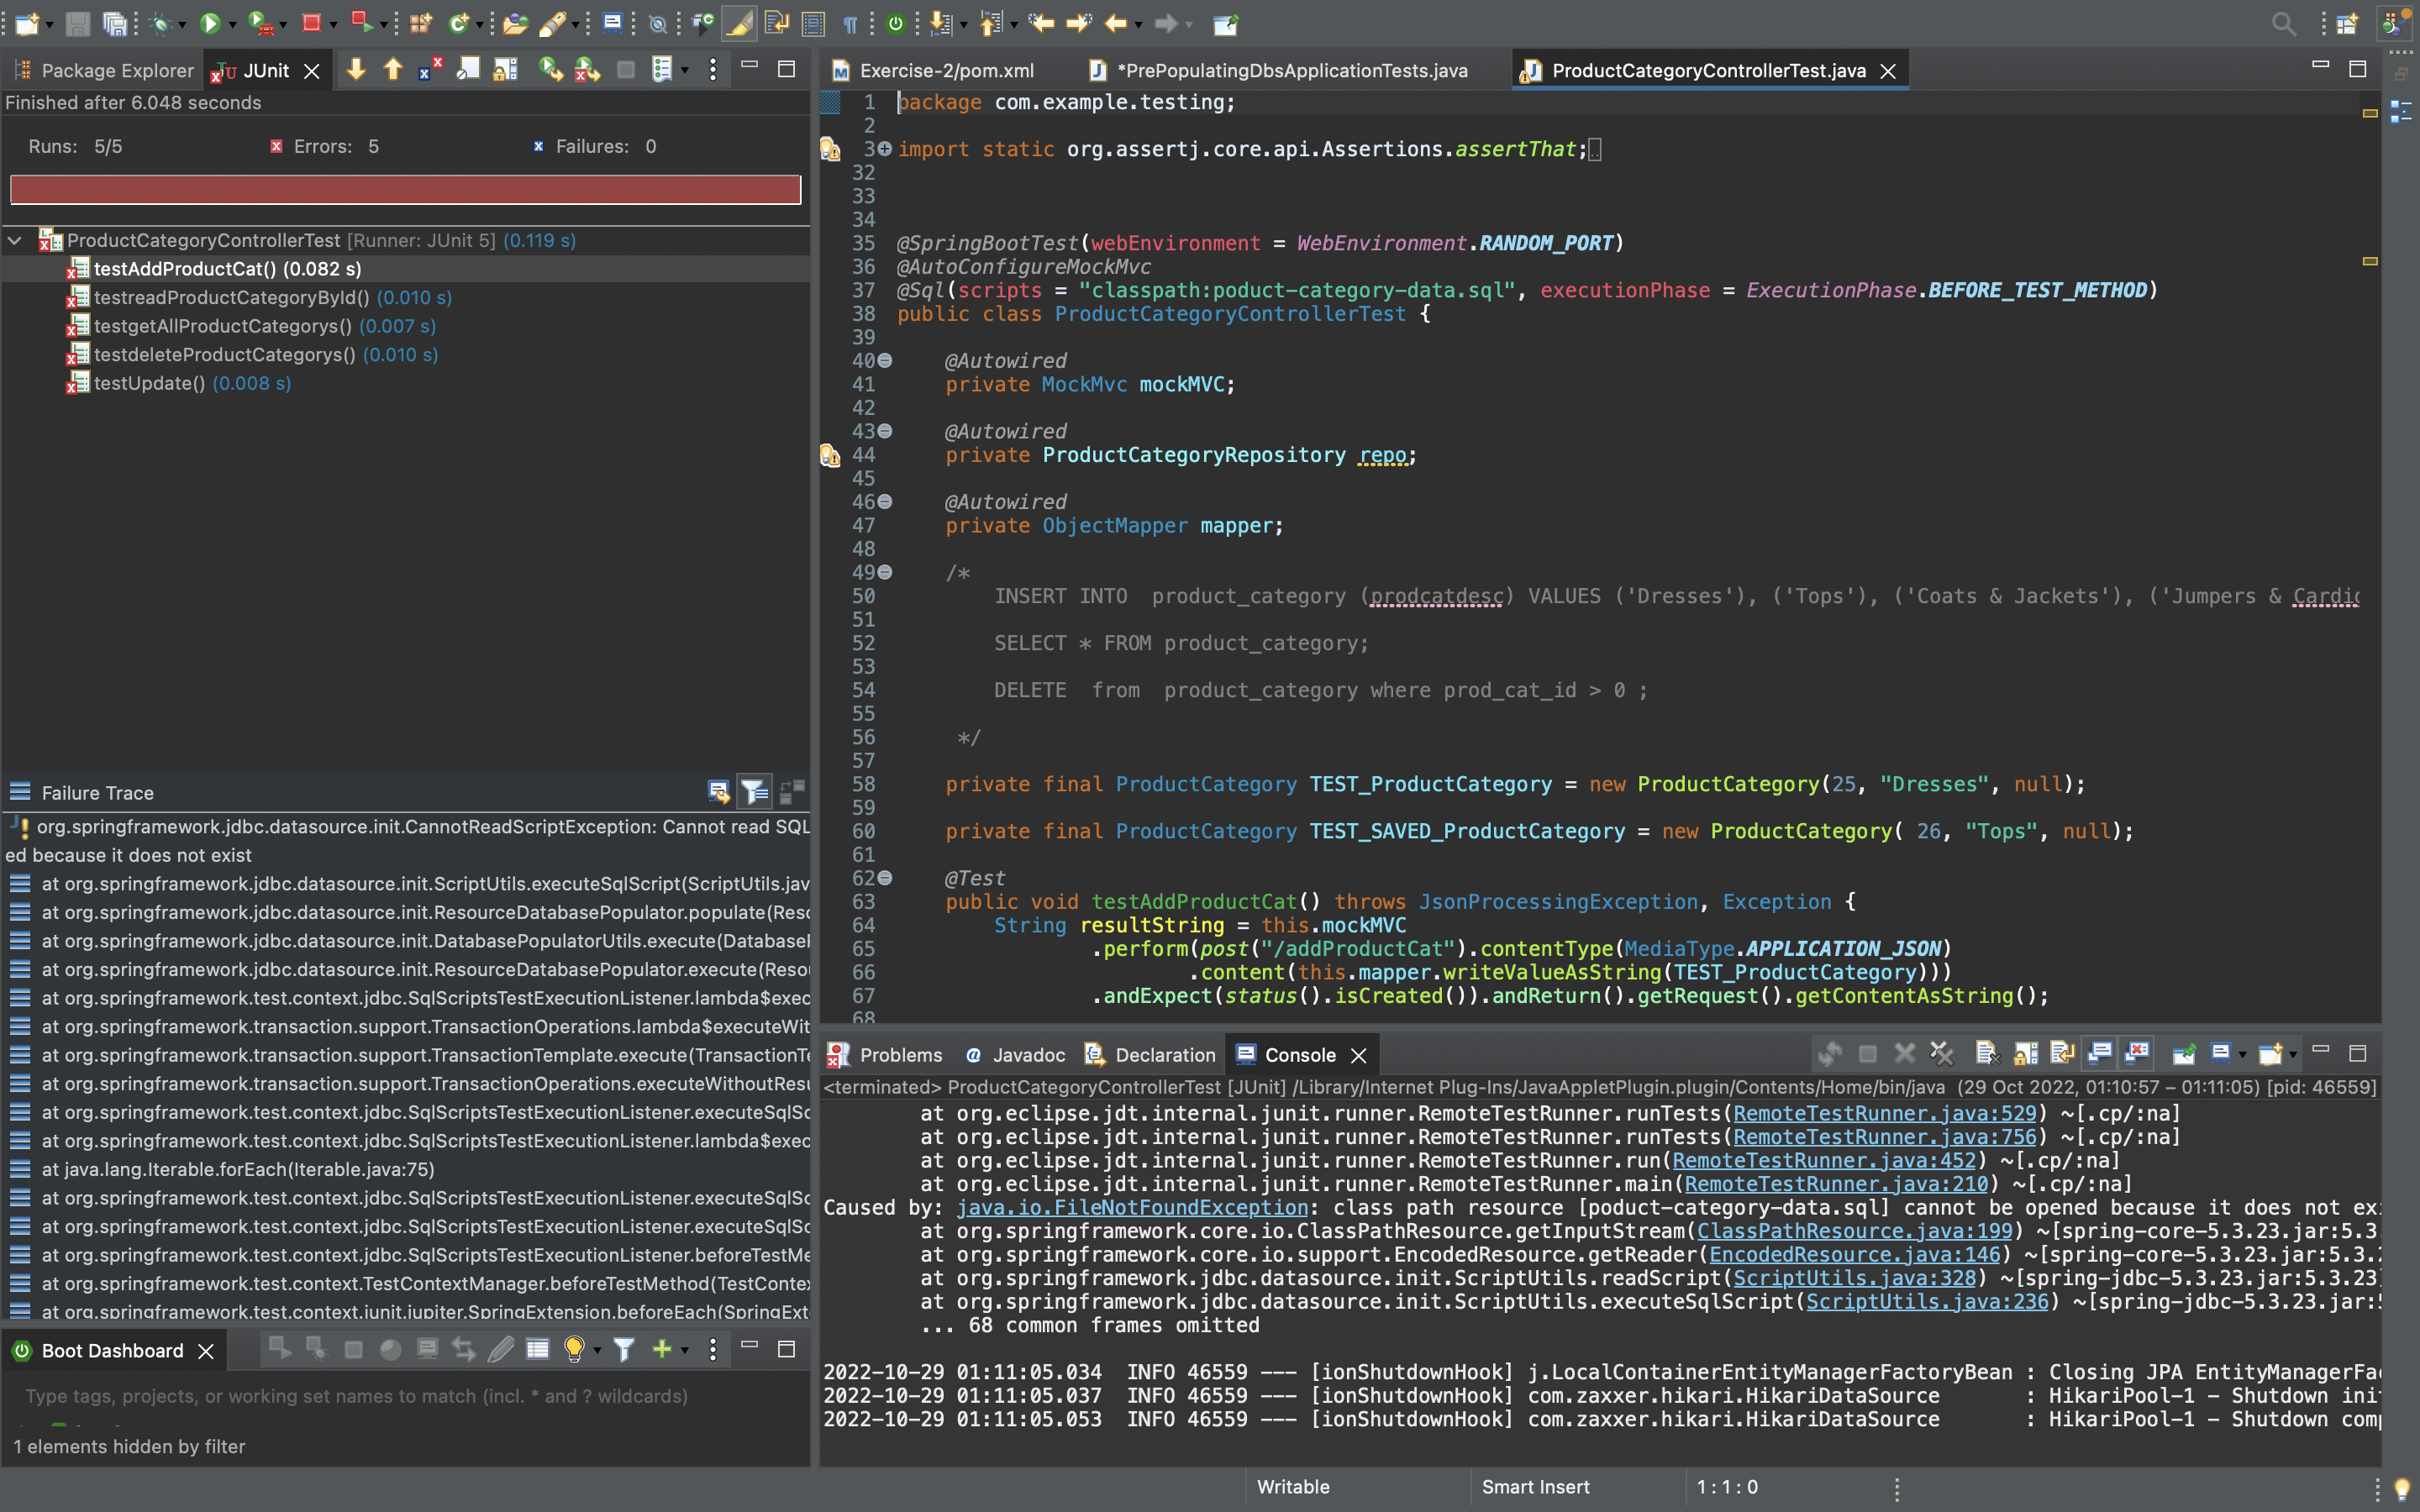 Package Explorer
JUnit
Finished after 6.048 seconds
Runs: 5/5
Errors: 5
Failures: 0
ProductCategoryControllerTest [Runner: JUnit 5] (0.119 s)
testAddProductCat() (0.082 s)
testreadProductCategoryById() (0.010 s)
testgetAllProductCategorys() (0.007 s)
testdeleteProductCategorys() (0.010 s)
testUpdate() (0.008 s)
Failure Trace
org.springframework.jdbc.datasource.init.CannotReadScriptException: Cannot read SQL
ed because it does not exist
at org.springframework.jdbc.datasource.init.ScriptUtils.executeSqlScript(ScriptUtils.jav
at org.springframework.jdbc.datasource.init.ResourceDatabasePopulator.populate(Reso
at org.springframework.jdbc.datasource.init.DatabasePopulatorUtils.execute(Database
at org.springframework.jdbc.datasource.init.ResourceDatabasePopulator.execute(Resou
at org.springframework.test.context.jdbc.SqlScriptsTestExecutionListener.lambda$exec
at org.springframework.transaction.support.TransactionOperations.lambda$executeWit
at org.springframework.transaction.support.TransactionTemplate.execute(TransactionTe
at org.springframework.transaction.support.TransactionOperations.executeWithoutResu
at org.springframework.test.context.jdbc.SqlScriptsTestExecutionListener.executeSqlSc
at org.springframework.test.context.jdbc.SqlScriptsTestExecutionListener.lambda$exec
at java.lang.Iterable.forEach(Iterable.java:75)
at org.springframework.test.context.jdbc.SqlScriptsTestExecutionListener.executeSqlSc
at org.springframework.test.context.jdbc.SqlScriptsTestExecutionListener.executeSqlSc
at org.springframework.test.context.jdbc.SqlScriptsTestExecutionListener.beforeTestMe
at org.springframework.test.context.TestContextManager.beforeTestMethod(TestContex
at org.springframework.test.context.junit.jupiter.SpringExtension.beforeEach(SpringExt
Boot Dashboard
Type tags, projects, or working set names to match (incl. * and ? wildcards)
1 elements hidden by filter
Exercise-2/pom.xml
*PrePopulatingDbsApplicationTests.java
ProductCategoryControllerTest.java
1 package com.example.testing;
2
3 import static org.assertj.core.api.Assertions.assertThat;
32
33
34
35 @SpringBootTest(webEnvironment = WebEnvironment.RANDOM_PORT)
36 @AutoConfigureMockMvc
37 @Sql(scripts = "classpath:poduct-category-data.sql", executionPhase = ExecutionPhase.BEFORE_TEST_METHOD)
38 public class ProductCategoryControllerTest {
39
40 @Autowired
41 private MockMvc mockMVC;
42
43 @Autowired
44 private ProductCategoryRepository repo;
45
46 @Autowired
47 private ObjectMapper mapper;
48
49 /*
50 INSERT INTO product_category (prodcatdesc) VALUES ('Dresses'), ('Tops'), ('Coats & Jackets'), ('Jumpers & Cardig
51
52 SELECT * FROM product_category;
53
54 DELETE from product_category where prod_cat_id > 0 ;
55
56 */
57
58 private final ProductCategory TEST_ProductCategory = new ProductCategory(25, "Dresses", null);
59
60 private final ProductCategory TEST_SAVED_ProductCategory = new ProductCategory( 26, "Tops", null);
61
62 @Test
63 public void testAddProductCat() throws JsonProcessingException, Exception {
64 String resultString = this.mockMVC
65 .perform(post("/addProductCat").contentType(MediaType.APPLICATION_JSON)
66 .content(this.mapper.writeValueAsString(TEST_ProductCategory)))
67 .andExpect(status().isCreated()).andReturn().getRequest().getContentAsString();
68
Problems
Javadoc
Declaration
Console
<terminated> ProductCategoryControllerTest [JUnit] /Library/Internet Plug-Ins/JavaAppletPlugin.plugin/Contents/Home/bin/java (29 Oct 2022, 01:10:57 – 01:11:05) [pid: 46559]
at org.eclipse.jdt.internal.junit.runner.RemoteTestRunner.runTests(RemoteTestRunner.java:529) ~[.cp/:na]
at org.eclipse.jdt.internal.junit.runner.RemoteTestRunner.runTests(RemoteTestRunner.java:756) ~[.cp/:na]
at org.eclipse.jdt.internal.junit.runner.RemoteTestRunner.run(RemoteTestRunner.java:452) ~[.cp/:na]
at org.eclipse.jdt.internal.junit.runner.RemoteTestRunner.main(RemoteTestRunner.java:210) ~[.cp/:na]
Caused by: java.io.FileNotFoundException: class path resource [poduct-category-data.sql] cannot be opened because it does not exi
at org.springframework.core.io.ClassPathResource.getInputStream(ClassPathResource.java:199) ~[spring-core-5.3.23.jar:5.3
at org.springframework.core.io.support.EncodedResource.getReader(EncodedResource.java:146) ~[spring-core-5.3.23.jar:5.3.2
at org.springframework.jdbc.datasource.init.ScriptUtils.readScript(ScriptUtils.java:328) ~[spring-jdbc-5.3.23.jar:5.3.23]
at org.springframework.jdbc.datasource.init.ScriptUtils.executeSqlScript(ScriptUtils.java:236) ~[spring-jdbc-5.3.23.jar:5
... 68 common frames omitted
2022-10-29 01:11:05.034 INFO 46559 --- [ionShutdownHook] j.LocalContainerEntityManagerFactoryBean : Closing JPA EntityManagerFac
2022-10-29 01:11:05.037 INFO 46559 --- [ionShutdownHook] com.zaxxer.hikari.HikariDataSource : HikariPool-1 - Shutdown init
2022-10-29 01:11:05.053 INFO 46559 --- [ionShutdownHook] com.zaxxer.hikari.HikariDataSource : HikariPool-1 - Shutdown comp
Writable
Smart Insert
1 : 1 : 0